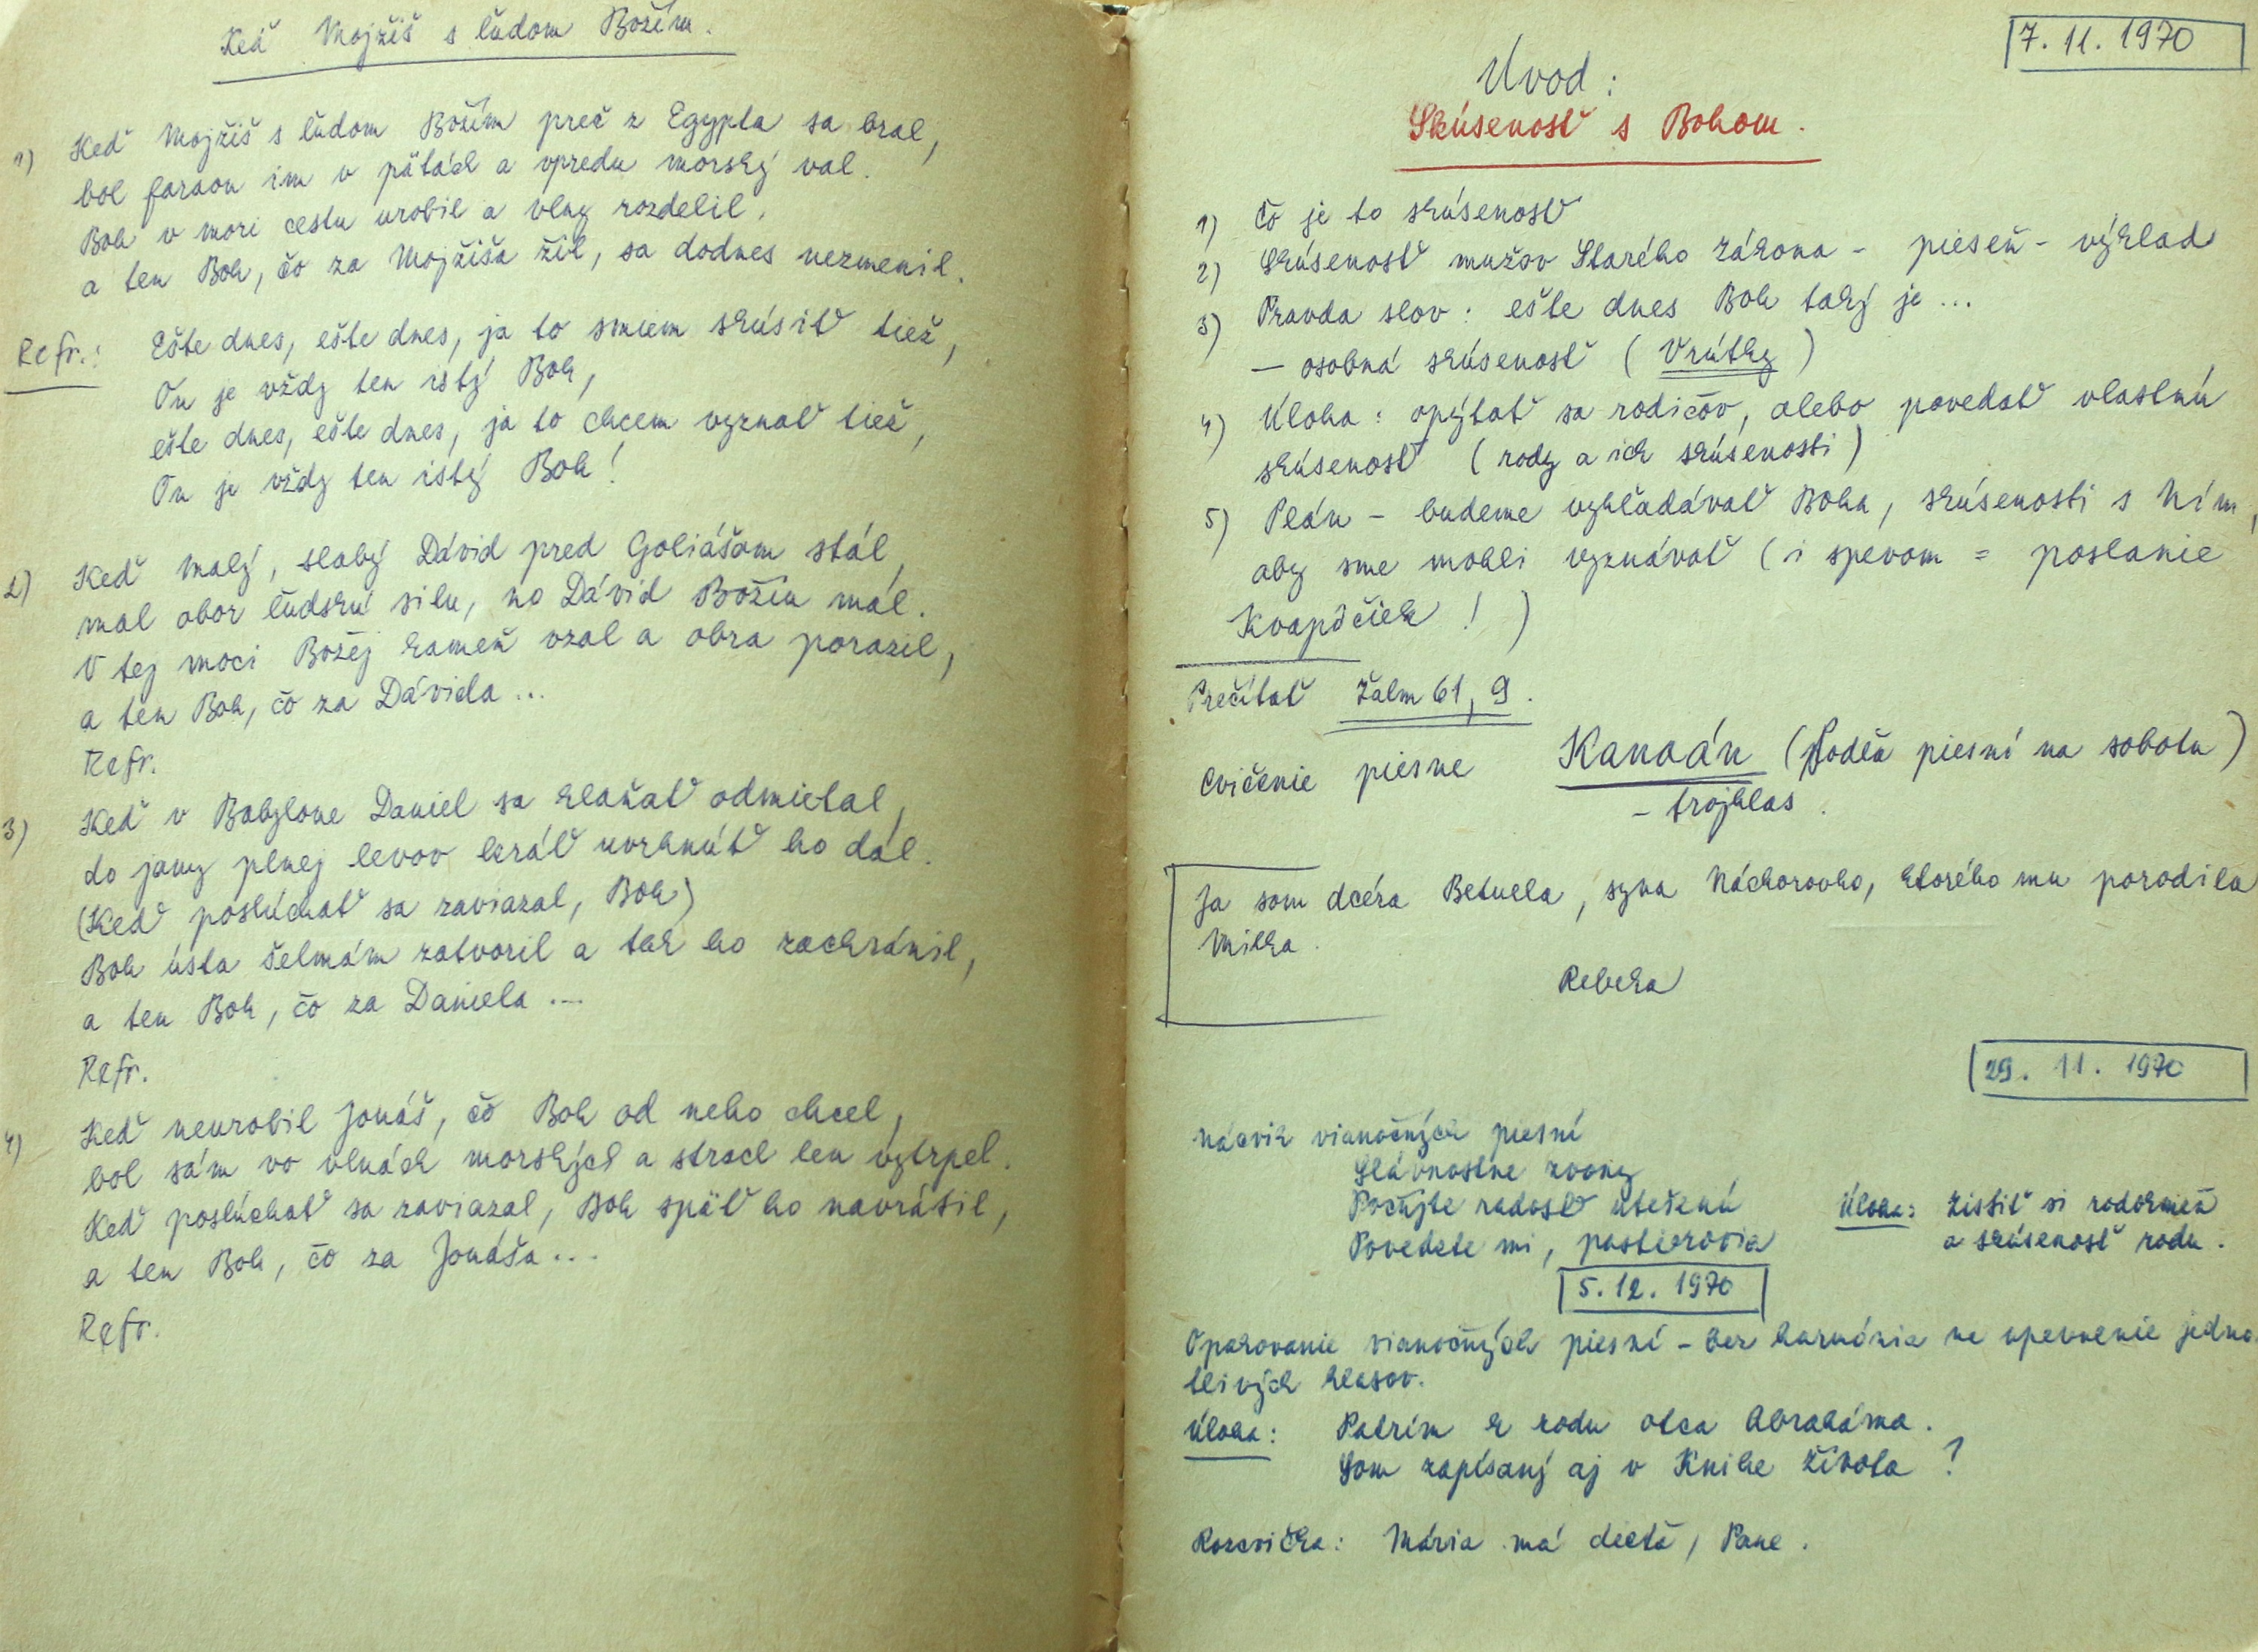 Keď Mojžiš s ľudom Božím.
1) Keď Mojžiš s ľudom Božím preč z Egypta sa bral,
bol faraon im v pätách a vpredu morský val.
Boh v mori cestu urobil a vlny rozdelil,
a ten Boh, čo za Mojžiša žil, sa dodnes nezmenil.
Refr.: Ešte dnes, ešte dnes, ja to smiem skúsiť tiež,
On je vždy ten istý Boh,
ešte dnes, ešte dnes, ja to chcem vyznať tiež,
On je vždy ten istý Boh!
2) Keď malý, slabý Dávid pred Goliášom stál,
mal obor ľudskú silu, no Dávid Božiu mal.
V tej moci Božej kameň vzal a obra porazil,
a ten Boh, čo za Dávida ...
Refr.
3) Keď v Babylone Daniel sa klaňať odmietal,
do jamy plnej levov kráľ uvrhnúť ho dal.
(Keď poslúchať sa zaviazal, Boh)
Boh ústa šelmám zatvoril a tak ho zachránil,
a ten Boh, čo za Daniela ...
Refr.
4) Keď neurobil Jonáš, čo Boh od neho chcel,
bol sám vo vlnách morských a strach len vytrpel.
Keď poslúchať sa zaviazal, Boh späť ho navrátil,
a ten Boh, čo za Jonáša ...
Refr.
7. 11. 1970
Úvod:
Skúsenosť s Bohom.
1) Čo je to skúsenosť
2) Skúsenosť mužov Starého zákona - pieseň - výklad
3) Pravda slov: ešte dnes Boh taký je ...
- osobná skúsenosť (Vrútky)
4) Úloha: opýtať sa rodičov, alebo povedať vlastnú
skúsenosť (rody a ich skúsenosti)
5) Plán - budeme vyhľadávať Boha, skúsenosti s Ním,
aby sme mohli vyznávať (i spevom = poslanie
Kvapôčiek!)
Prečítať Žalm 61, 9.
Cvičenie piesne Kanaán (Podľa piesní na sobotu)
- trojhlas.
Ja som dcéra Betuela, syna Náchorovho, ktorého mu porodila
Milka.
Rebeka
29. 11. 1970
Nácvik vianočných piesní
Slávnostne zvony
Počujte radosť utešenú
Úloha: Zistiť si rodokmeň
Povedzte mi, pastierovia
a skúsenosť rodu.
5. 12. 1970
Opakovanie vianočných piesní - bez harmónia na upevnenie jedno
tlivých hlasov.
Úloha: Patrím k rodu otca Abraháma.
Som zapísaný aj v Knihe života?
Rozcvička: Mária má dieťa, Pane.